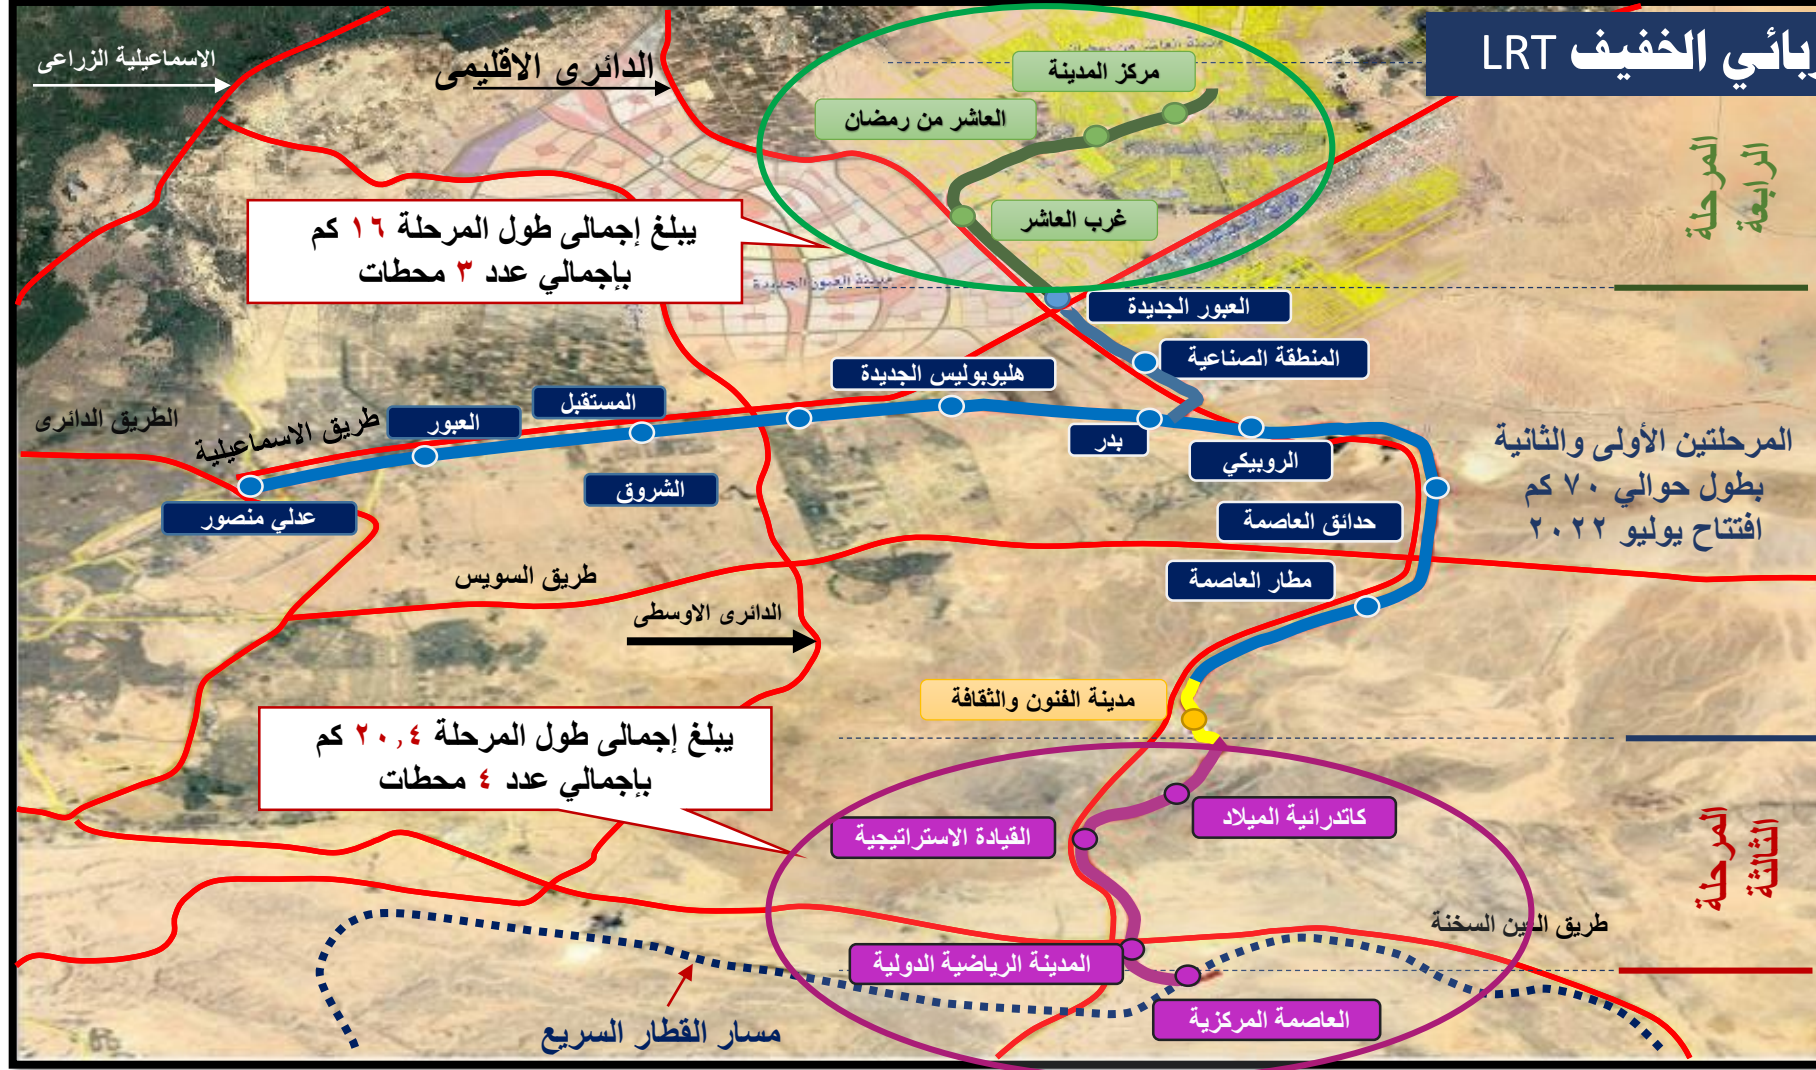 الخفيف LRT
الاسماعيلية الزراعى
الدائرى الاقليمى
مركز المدينة
العاشر من رمضان
غرب العاشر
المرحلة
الرابعة
يبلغ إجمالى طول المرحلة ١٦ كم
بإجمالي عدد ٣ محطات
مدينة العبور الجديدة
العبور الجديدة
المنطقة الصناعية
هليوبوليس الجديدة
المستقبل
العبور
طريق الاسماعيلية
الطريق الدائرى
بدر
الروبيكي
الشروق
عدلي منصور
المرحلتين الأولى والثانية
بطول حوالي ٧٠ كم
افتتاح يوليو ٢٠٢٢
حدائق العاصمة
مطار العاصمة
طريق السويس
الدائرى الاوسطى
مدينة الفنون والثقافة
يبلغ إجمالى طول المرحلة ٢٠,٤ كم
بإجمالي عدد ٤ محطات
كاتدرائية الميلاد
القيادة الاستراتيجية
المرحلة
الثالثة
طريق العين السخنة
المدينة الرياضية الدولية
العاصمة المركزية
مسار القطار السريع